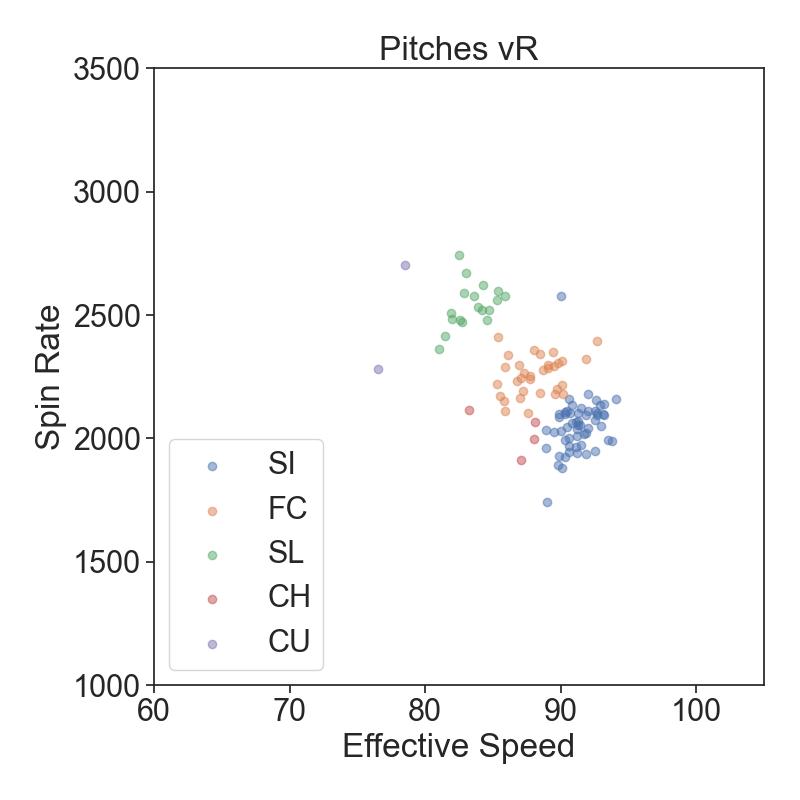 Pitches vR
3500
3000
2500
2000
1500
1000
Spin Rate
SI
FC
SL
CH
CU
60 70 80 90 100
Effective Speed